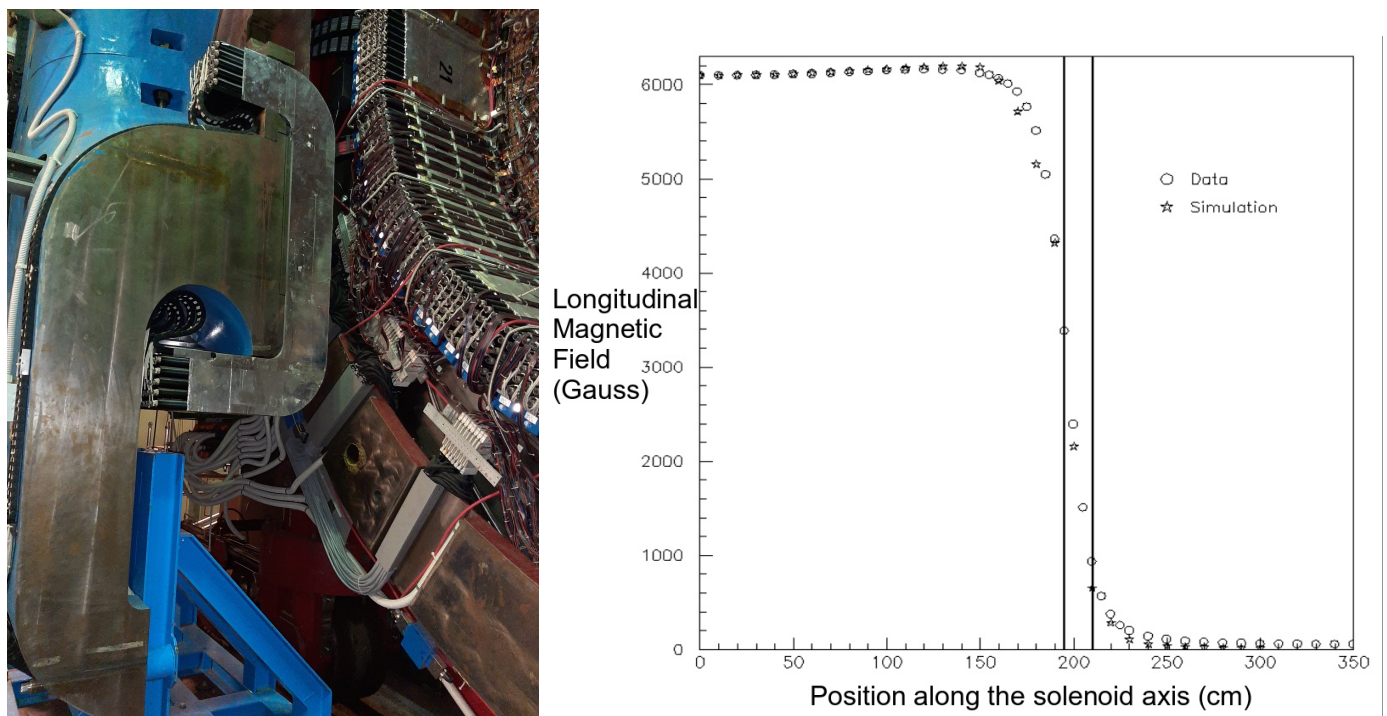 21
6000
5000
4000
3000
2000
1000
0
Longitudinal
Magnetic
Field
(Gauss)
Data
Simulation
0 50 100 150 200 250 300 350
Position along the solenoid axis (cm)